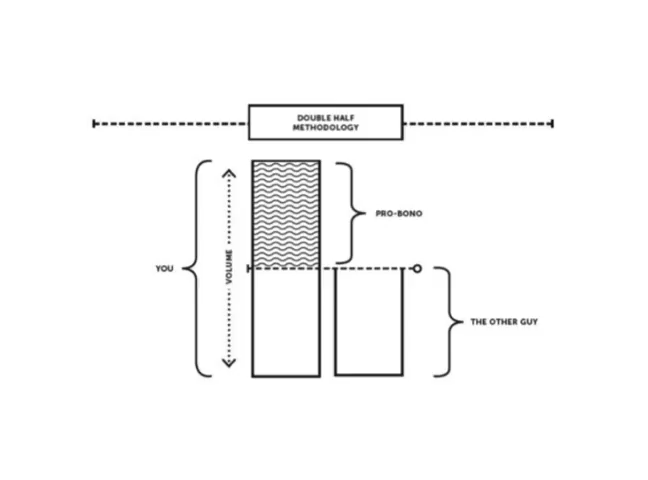 DOUBLE HALF
METHODOLOGY
PRO-BONO
YOU
VOLUME
THE OTHER GUY